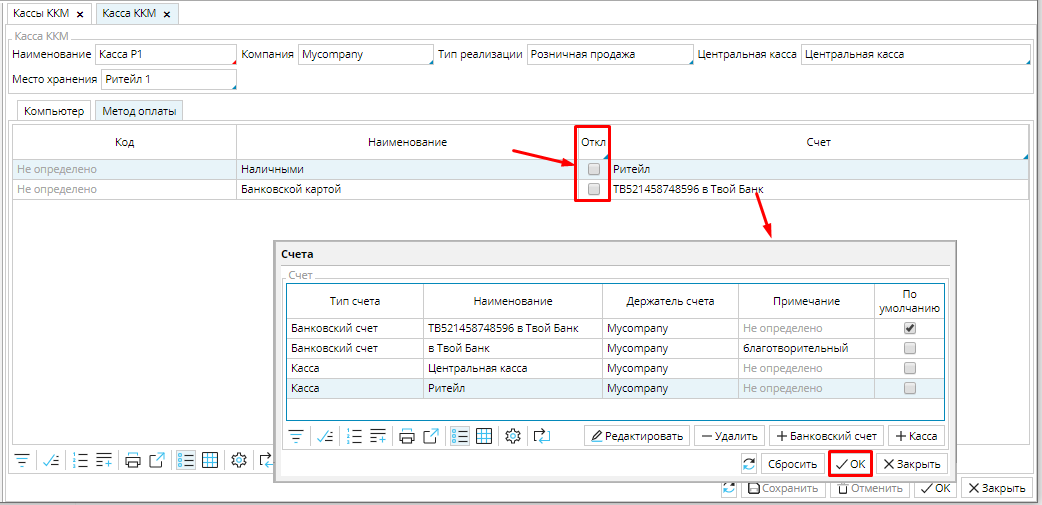 Кассы ККМ × Касса ККМ ×
Касса ККМ
Наименование Касса Р1 Компания Mycompany Тип реализации Розничная продажа Центральная касса Центральная касса
Место хранения Ритейл 1
Компьютер Метод оплаты
Код Наименование Откл Счет
Не определено Наличными Ритейл
Не определено Банковской картой ТВ521458748596 в Твой Банк
Счета
Счет
Тип счета Наименование Держатель счета Примечание По умолчанию
Банковский счет ТВ521458748596 в Твой Банк Mycompany Не определено
Банковский счет в Твой Банк Mycompany благотворительный
Касса Центральная касса Mycompany Не определено
Касса Ритейл Mycompany Не определено
Редактировать Удалить Банковский счет Касса
Сбросить ОК Закрыть
Сохранить Отменить ОК Закрыть